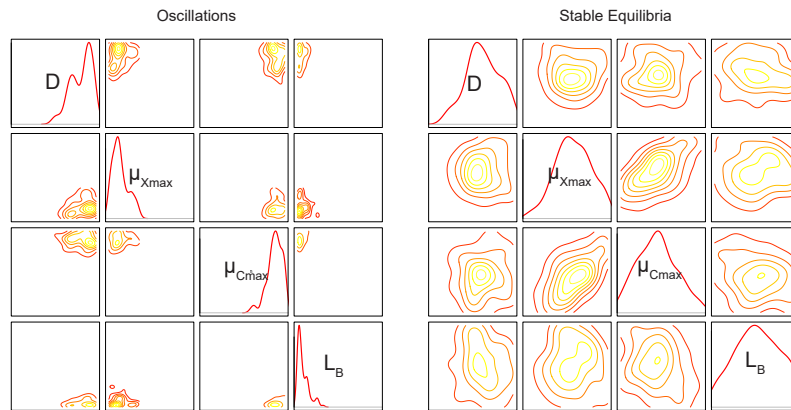 Oscillations
Stable Equilibria
D
D
μXmax
μXmax
μCmax
μCmax
LB
LB